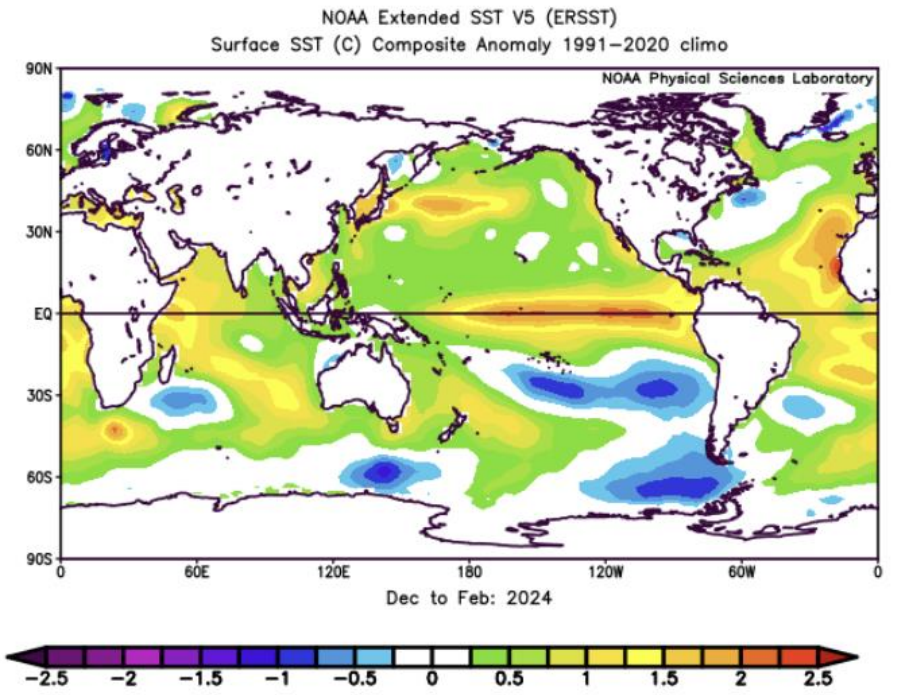 NOAA Extended SST V5 (ERSST)
Surface SST (C) Composite Anomaly 1991-2020 climo
90N
NOAA Physical Sciences Laboratory
60N
30N
EQ
30S
60S
90S
0 60E 120E 180 120W 60W 0
Dec to Feb: 2024
-2.5 -2 -1.5 -1 -0.5 0 0.5 1 1.5 2 2.5